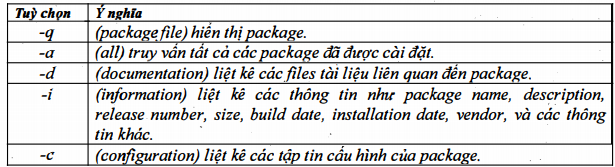 Tuỳ chọn Ý nghĩa
-q (package file) hiển thị package.
-a (all) truy vấn tất cả các package đã được cài đặt.
-d (documentation) liệt kê các files tài liệu liên quan đến package.
-i (information) liệt kê các thông tin như package name, description,
release number, size, build date, installation date, vendor, và các thông
tin khác.
-c (configuration) liệt kê các tập tin cấu hình của package.